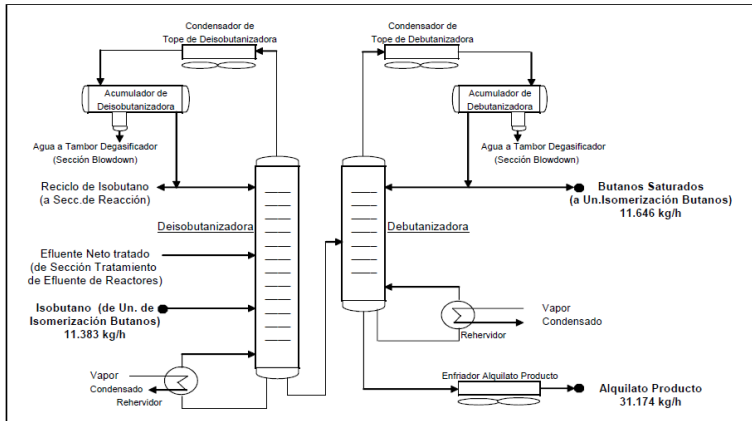 Condensador de
Tope de Deisobutanizadora
Condensador de
Tope de Debutanizadora
Acumulador de
Deisobutanizadora
Acumulador de
Debutanizadora
Agua a Tambor Degasificador
(Sección Blowdown)
Agua a Tambor Degasificador
(Sección Blowdown)
Reciclo de Isobutano
(a Secc.de Reacción)
Butanos Saturados
(a Un.Isomerización Butanos)
11.646 kg/h
Deisobutanizadora
Debutanizadora
Efluente Neto tratado
(de Sección Tratamiento
de Efluente de Reactores)
Isobutano (de Un. de
Isomerización Butanos)
11.383 kg/h
Vapor
Condensado
Rehervidor
Vapor
Condensado
Rehervidor
Enfriador Alquilato Producto
Alquilato Producto
31.174 kg/h